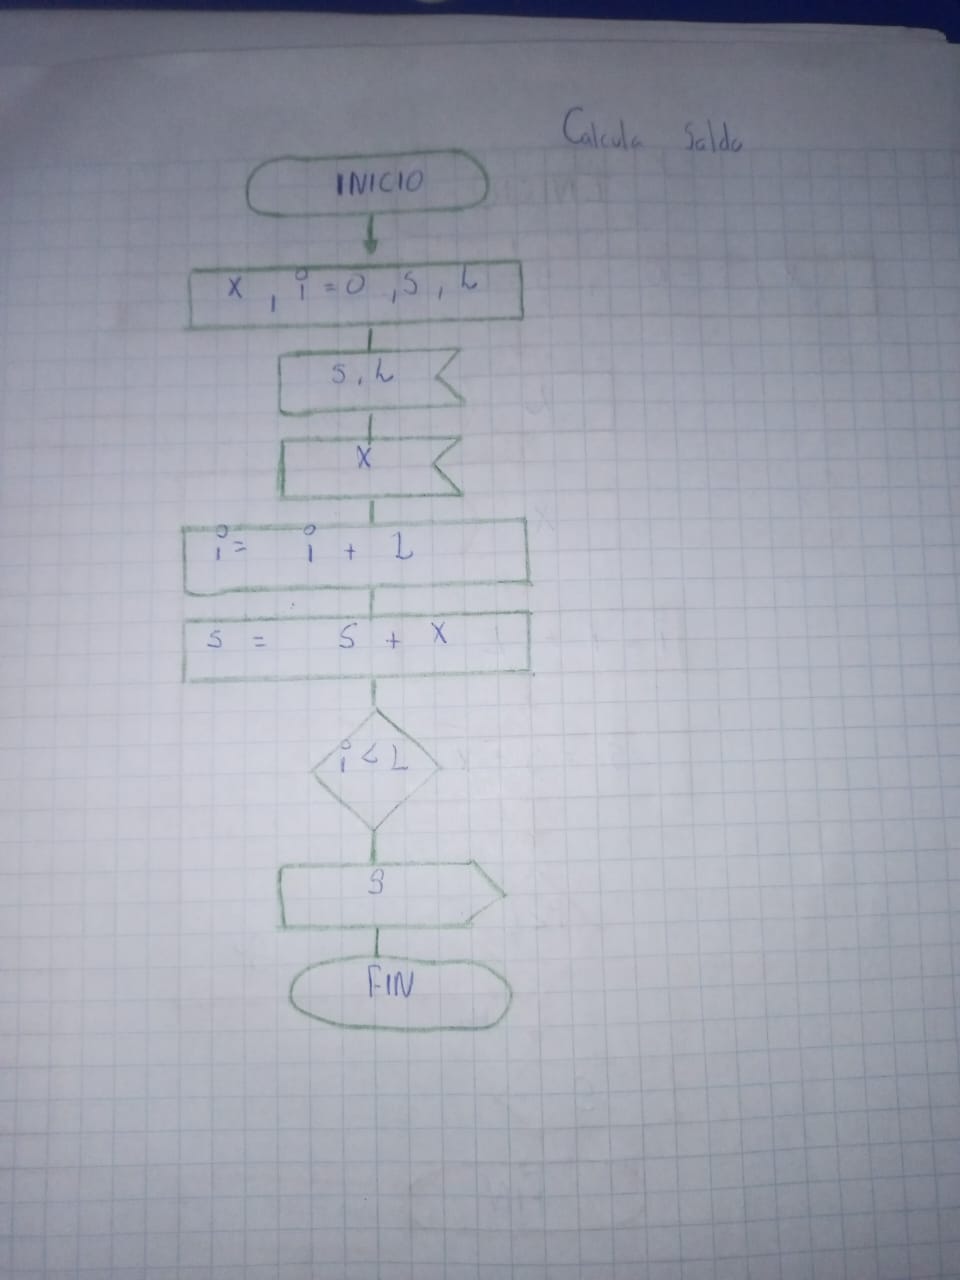 Calcula Saldo
INICIO
x , i = 0 , S , L
S , L
X
i = i + 1
S = S + X
i < L
S
FIN